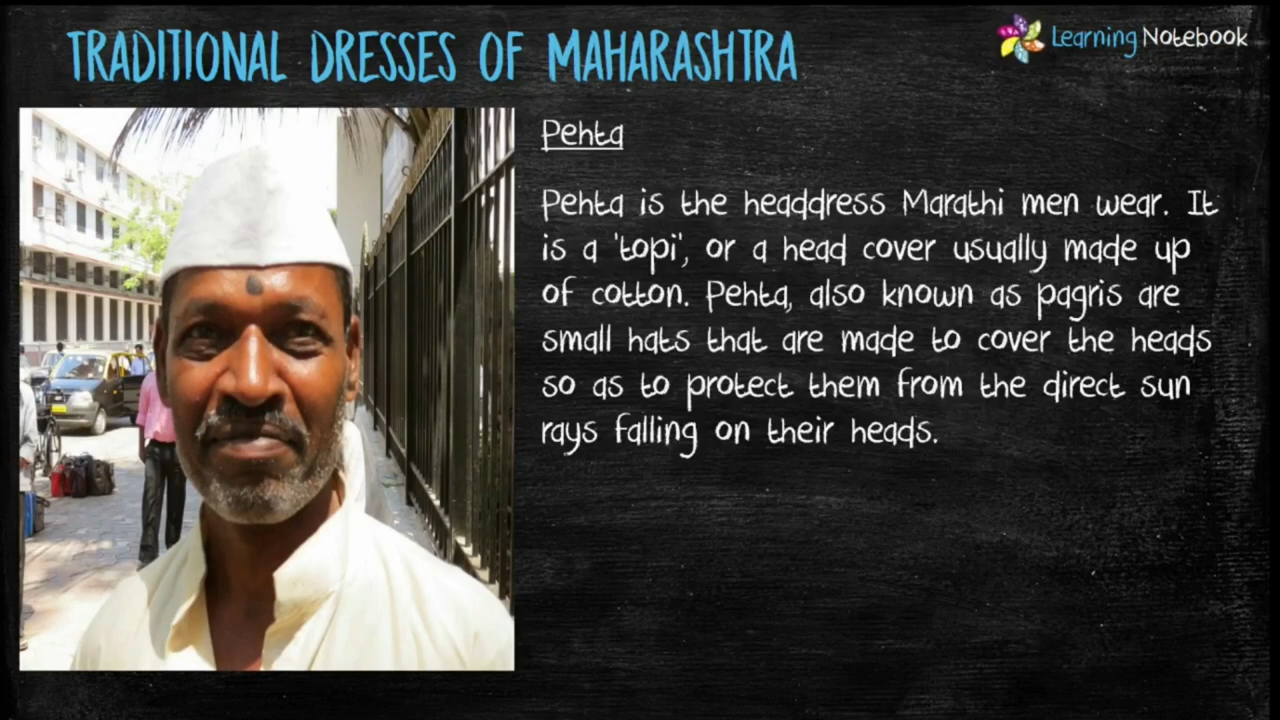 TRADITIONAL DRESSES OF MAHARASHTRA
Learning Notebook
Pehta
Pehta is the headdress Marathi men wear. It
is a 'topi', or a head cover usually made up
of cotton. Pehta, also known as pagris are
small hats that are made to cover the heads
so as to protect them from the direct sun
rays falling on their heads.